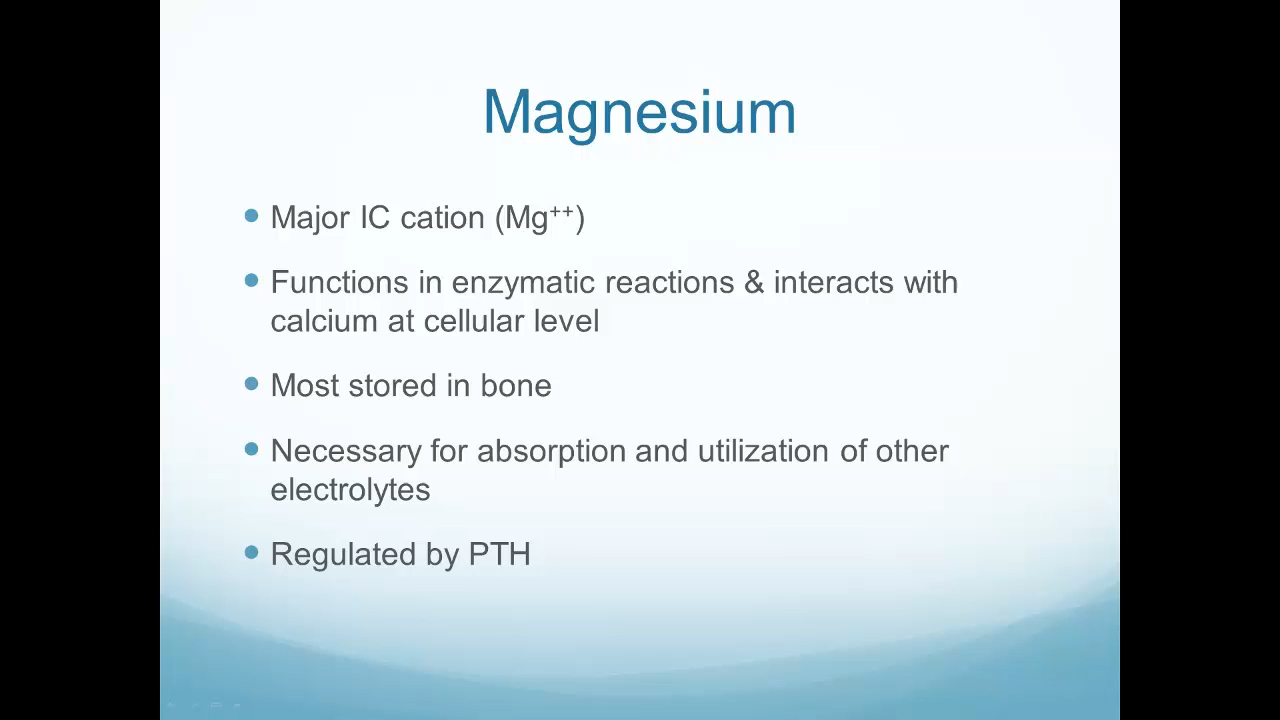 Magnesium
• Major IC cation (Mg⁺⁺)
• Functions in enzymatic reactions & interacts with
calcium at cellular level
• Most stored in bone
• Necessary for absorption and utilization of other
electrolytes
• Regulated by PTH